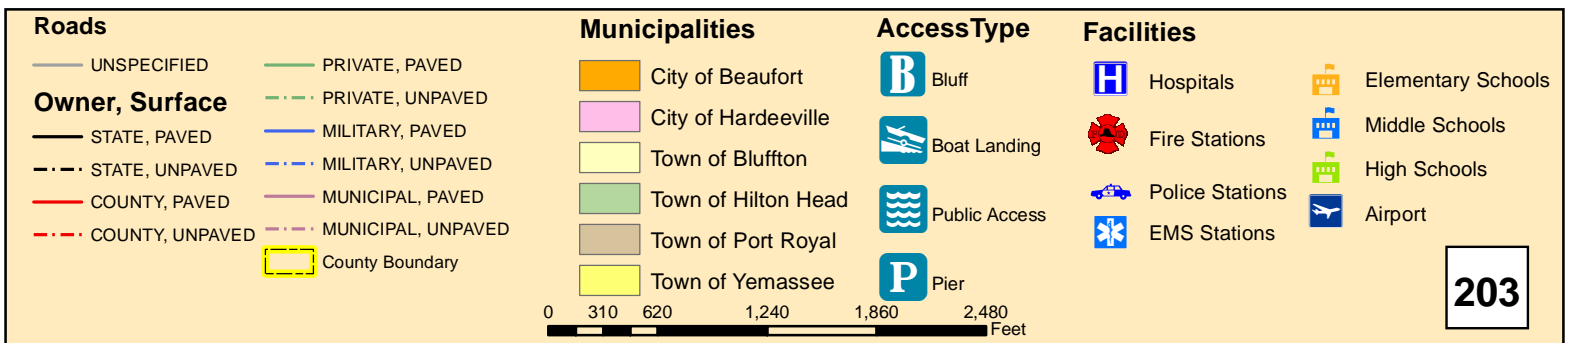 Roads
UNSPECIFIED
Owner, Surface
STATE, PAVED
STATE, UNPAVED
COUNTY, PAVED
COUNTY, UNPAVED
PRIVATE, PAVED
PRIVATE, UNPAVED
MILITARY, PAVED
MILITARY, UNPAVED
MUNICIPAL, PAVED
MUNICIPAL, UNPAVED
County Boundary
Municipalities
City of Beaufort
City of Hardeeville
Town of Bluffton
Town of Hilton Head
Town of Port Royal
Town of Yemassee
0 310 620 1,240 1,860 2,480
Feet
AccessType
B Bluff
Boat Landing
Public Access
P Pier
Facilities
H Hospitals
Fire Stations
Police Stations
EMS Stations
Elementary Schools
Middle Schools
High Schools
Airport
203